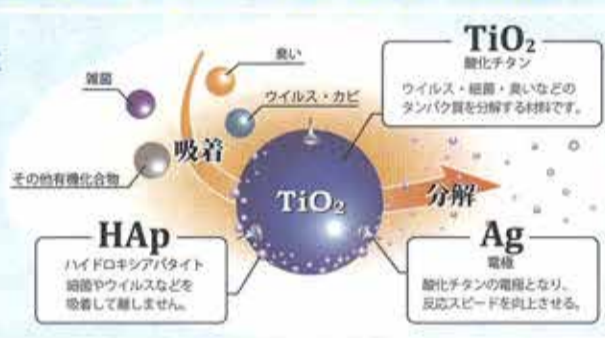 TiO2
酸化チタン
ウイルス・細菌・臭いなどの
タンパク質を分解する材料です。
臭い
雑菌
ウイルス・カビ
吸着
その他有機化合物
TiO2
分解
HAp
ハイドロキシアパタイト
細菌やウイルスなどを
吸着して離しません。
Ag
電極
酸化チタンの電極となり、
反応スピードを向上させる。